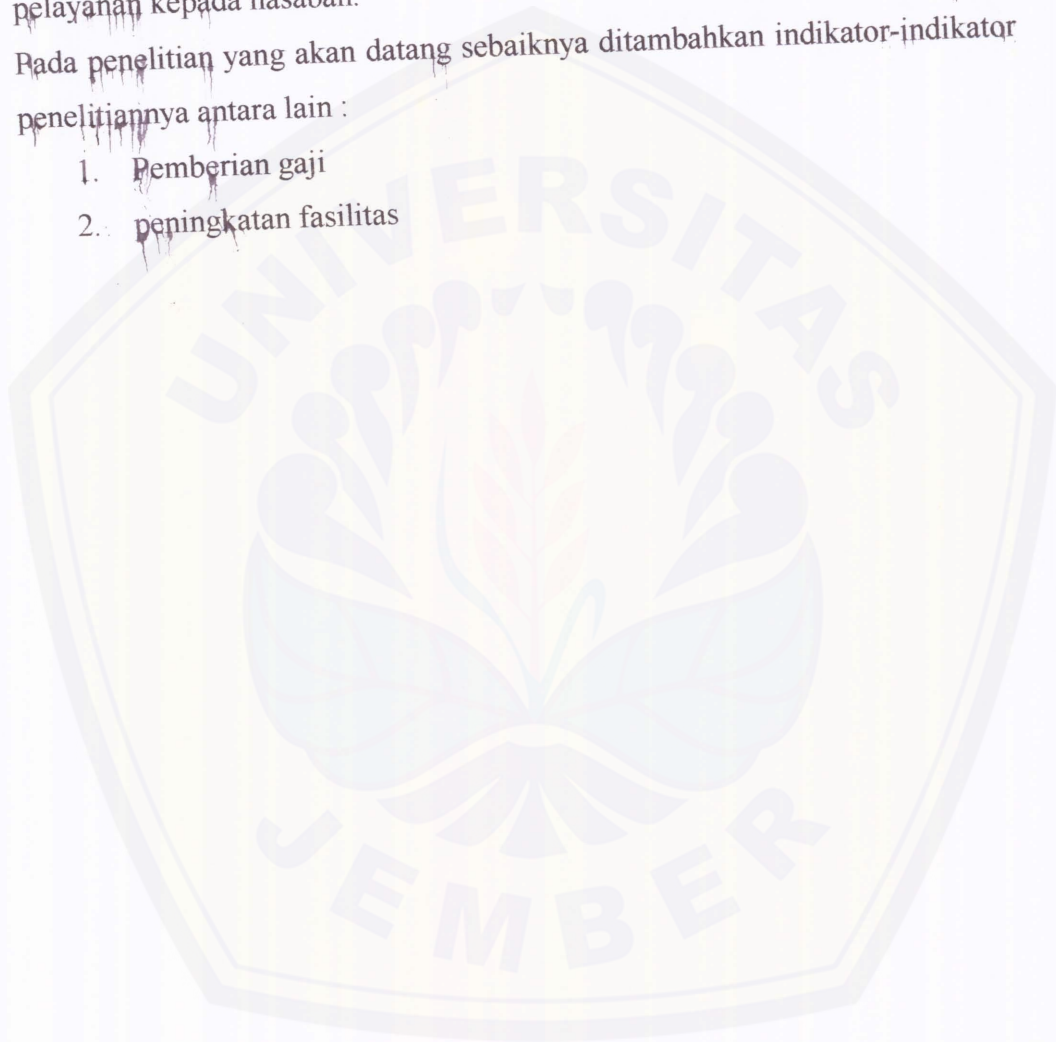 pelayanan kepada nasabah.
Pada penelitian yang akan datang sebaiknya ditambahkan indikator-indikator
penelitiannya antara lain :
1. Pemberian gaji
2. peningkatan fasilitas
UNIVERSITAS
JEMBER